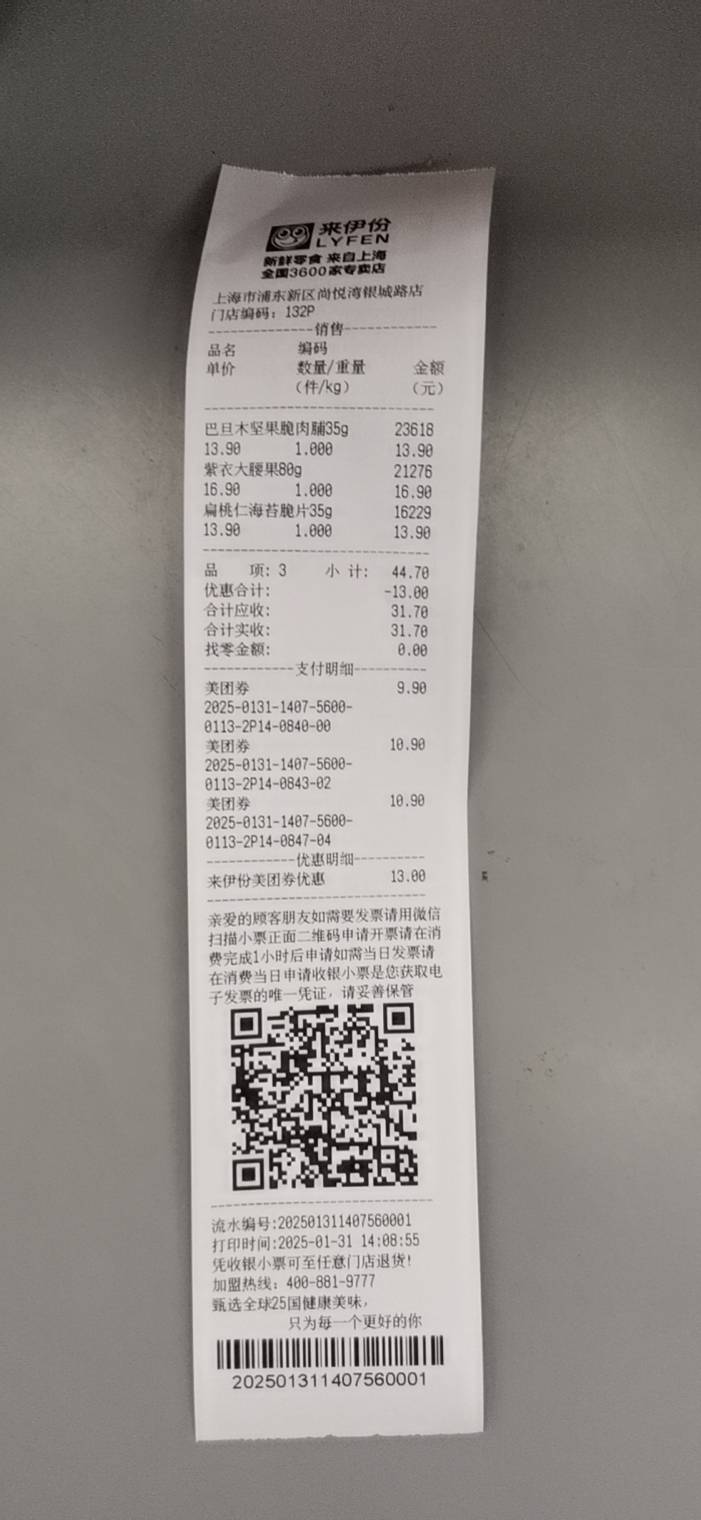 来伊份
LYFEN
新鲜零食 来自上海
全国3600家专卖店
上海市浦东新区尚悦湾银城路店
门店编码：132P
---------------销售-------------
品名 编码
单价 数量/重量 金额
（件/kg） （元）
巴旦木坚果脆肉脯35g 23618
13.90 1.000 13.90
紫衣大腰果80g 21276
16.90 1.000 16.90
扁桃仁海苔脆片35g 16229
13.90 1.000 13.90
品 项: 3 小 计: 44.70
优惠合计: -13.00
合计应收: 31.70
合计实收: 31.70
找零金额: 0.00
------------支付明细----------
美团券 9.90
2025-0131-1407-5600-
0113-2P14-0840-00
美团券 10.90
2025-0131-1407-5600-
0113-2P14-0843-02
美团券 10.90
2025-0131-1407-5600-
0113-2P14-0847-04
------------优惠明细----------
来伊份美团券优惠 13.00
亲爱的顾客朋友如需要发票请用微信
扫描小票正面二维码申请开票请在消
费完成1小时后申请如需当日发票请
在消费当日申请收银小票是您获取电
子发票的唯一凭证，请妥善保管
流水编号:202501311407560001
打印时间:2025-01-31 14:08:55
凭收银小票可至任意门店退货!
加盟热线：400-881-9777
甄选全球25国健康美味，
只为每一个更好的你
202501311407560001